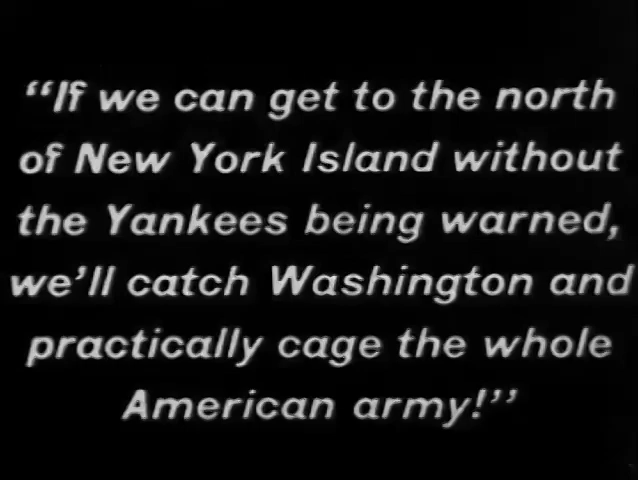 “If we can get to the north
of New York Island without
the Yankees being warned,
we’ll catch Washington and
practically cage the whole
American army!’’